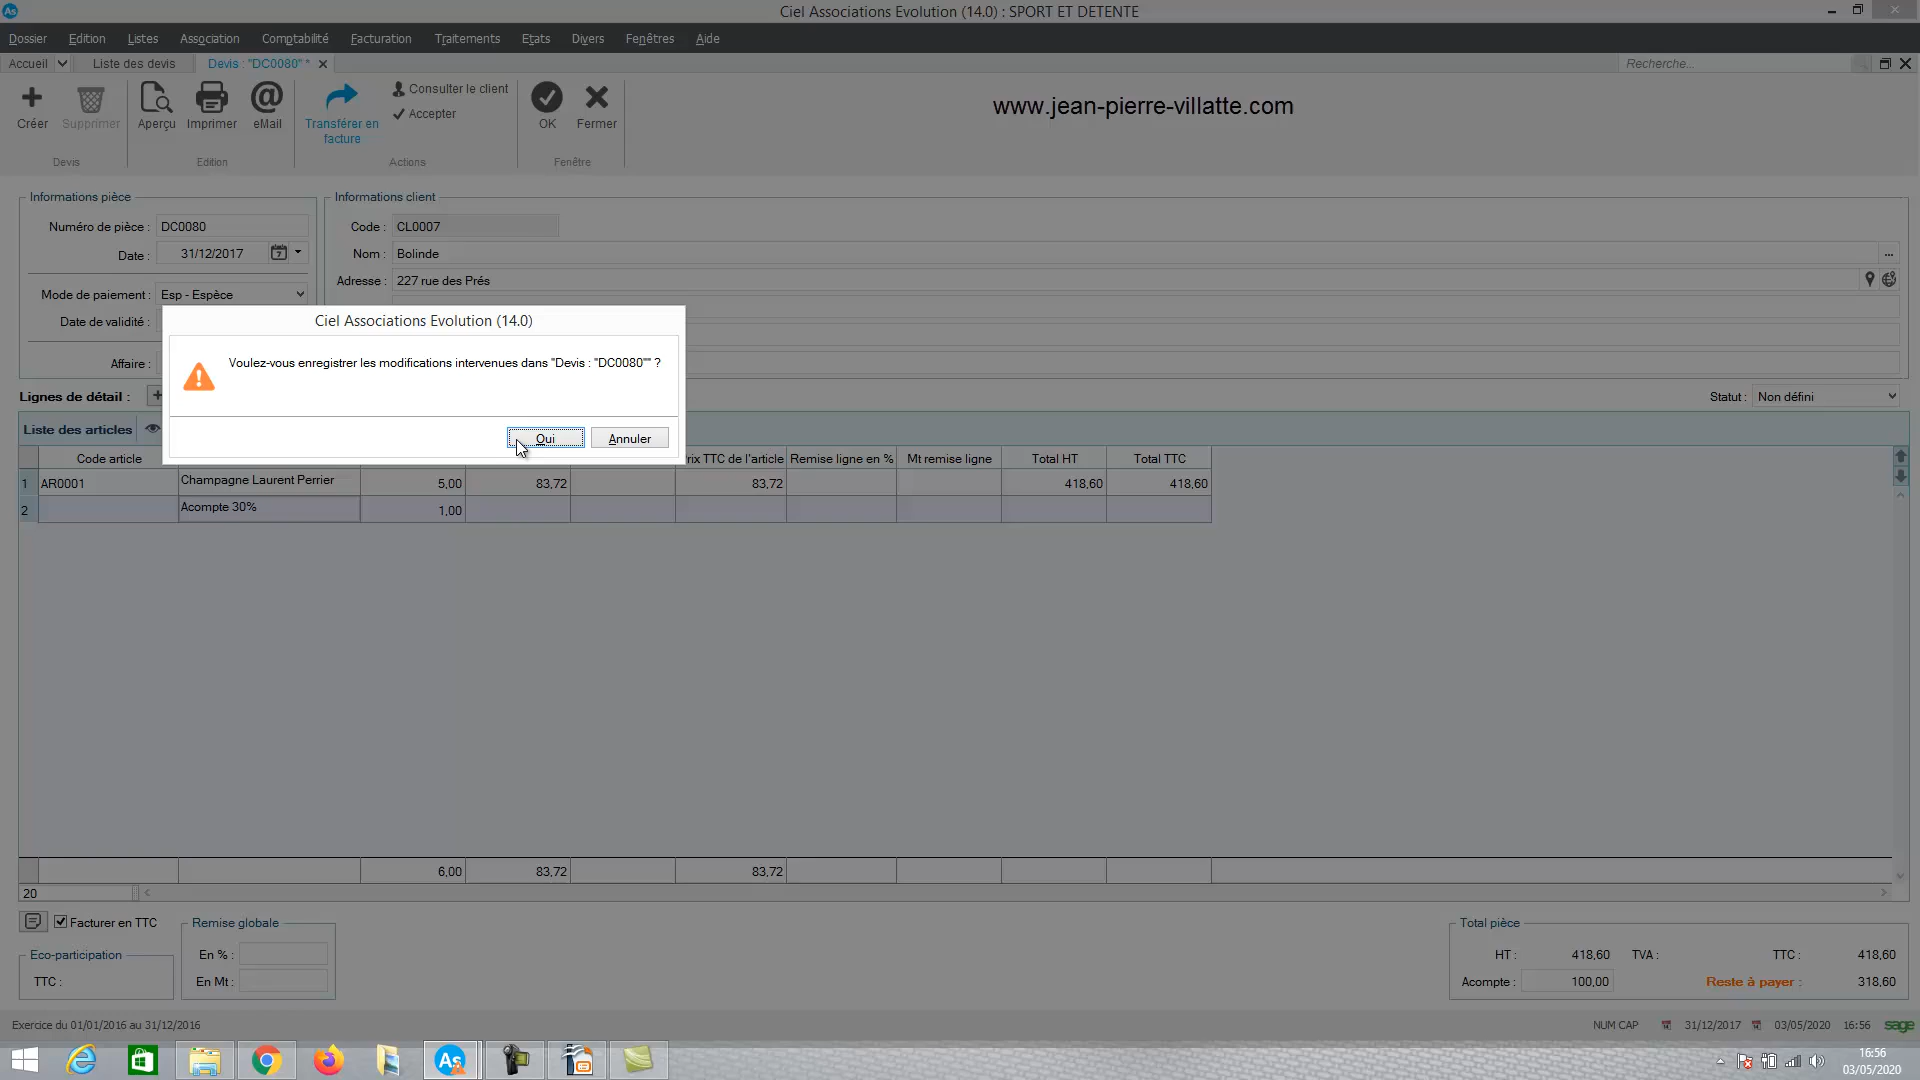 Ciel Associations Evolution (14.0) : SPORT ET DETENTE
Dossier Edition Listes Association Comptabilité Facturation Traitements Etats Divers Fenêtres Aide
Accueil Liste des devis Devis : "DC0080" * Recherche...
Créer Supprimer Aperçu Imprimer eMail Transférer en facture Consulter le client Accepter OK Fermer
Devis Edition Actions Fenêtre
www.jean-pierre-villatte.com
Informations pièce
Numéro de pièce : DC0080
Date : 31/12/2017
Mode de paiement : Esp - Espèce
Date de validité :
Affaire :
Informations client
Code : CL0007
Nom : Bolinde
Adresse : 227 rue des Prés
Ciel Associations Evolution (14.0)
Voulez-vous enregistrer les modifications intervenues dans "Devis : "DC0080"" ?
Oui Annuler
Lignes de détail :
Statut : Non défini
Liste des articles
Code article rix TTC de l'article Remise ligne en % Mt remise ligne Total HT Total TTC
1 AR0001 Champagne Laurent Perrier 5,00 83,72 83,72 418,60 418,60
2 Acompte 30% 1,00
6,00 83,72 83,72
20
Facturer en TTC
Eco-participation
TTC :
Remise globale
En % :
En Mt :
Total pièce
HT : 418,60 TVA : TTC : 418,60
Acompte : 100,00 Reste à payer : 318,60
Exercice du 01/01/2016 au 31/12/2016 NUM CAP 31/12/2017 03/05/2020 16:56 sage
As
16:56
03/05/2020